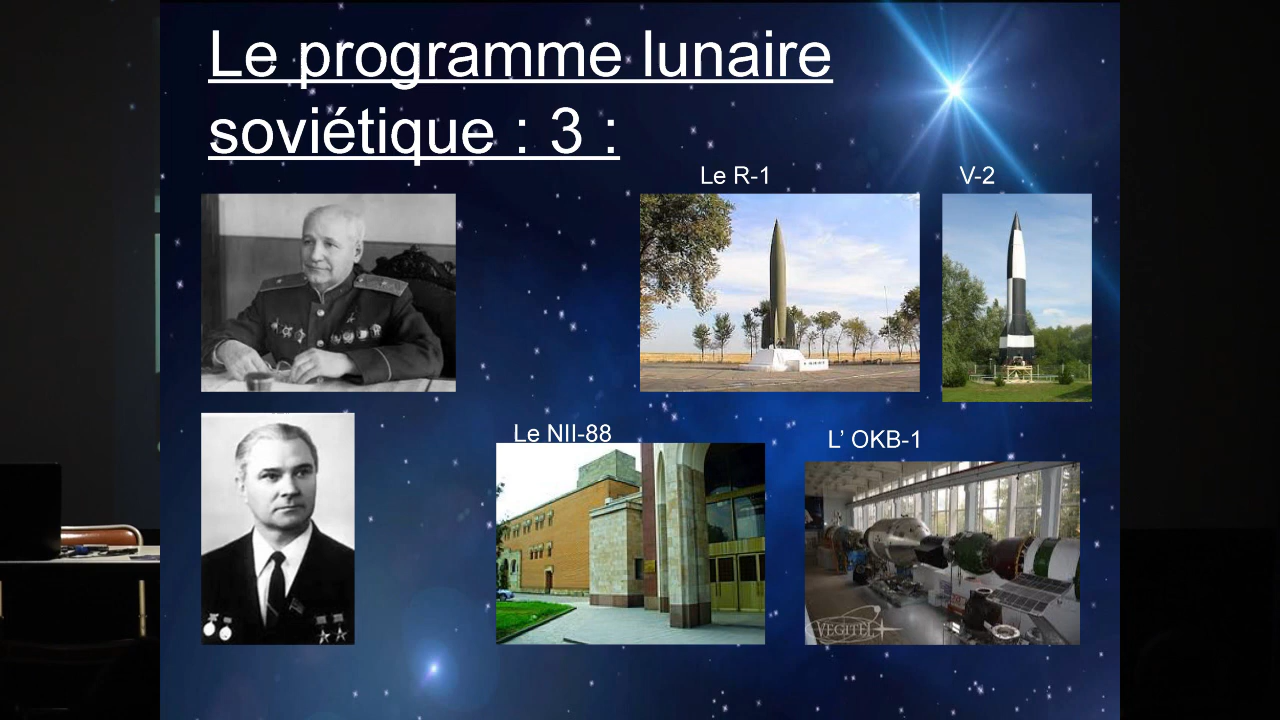 Le programme lunaire
soviétique : 3 :
Le R-1
V-2
Le NII-88
L’ OKB-1
VEGITEL